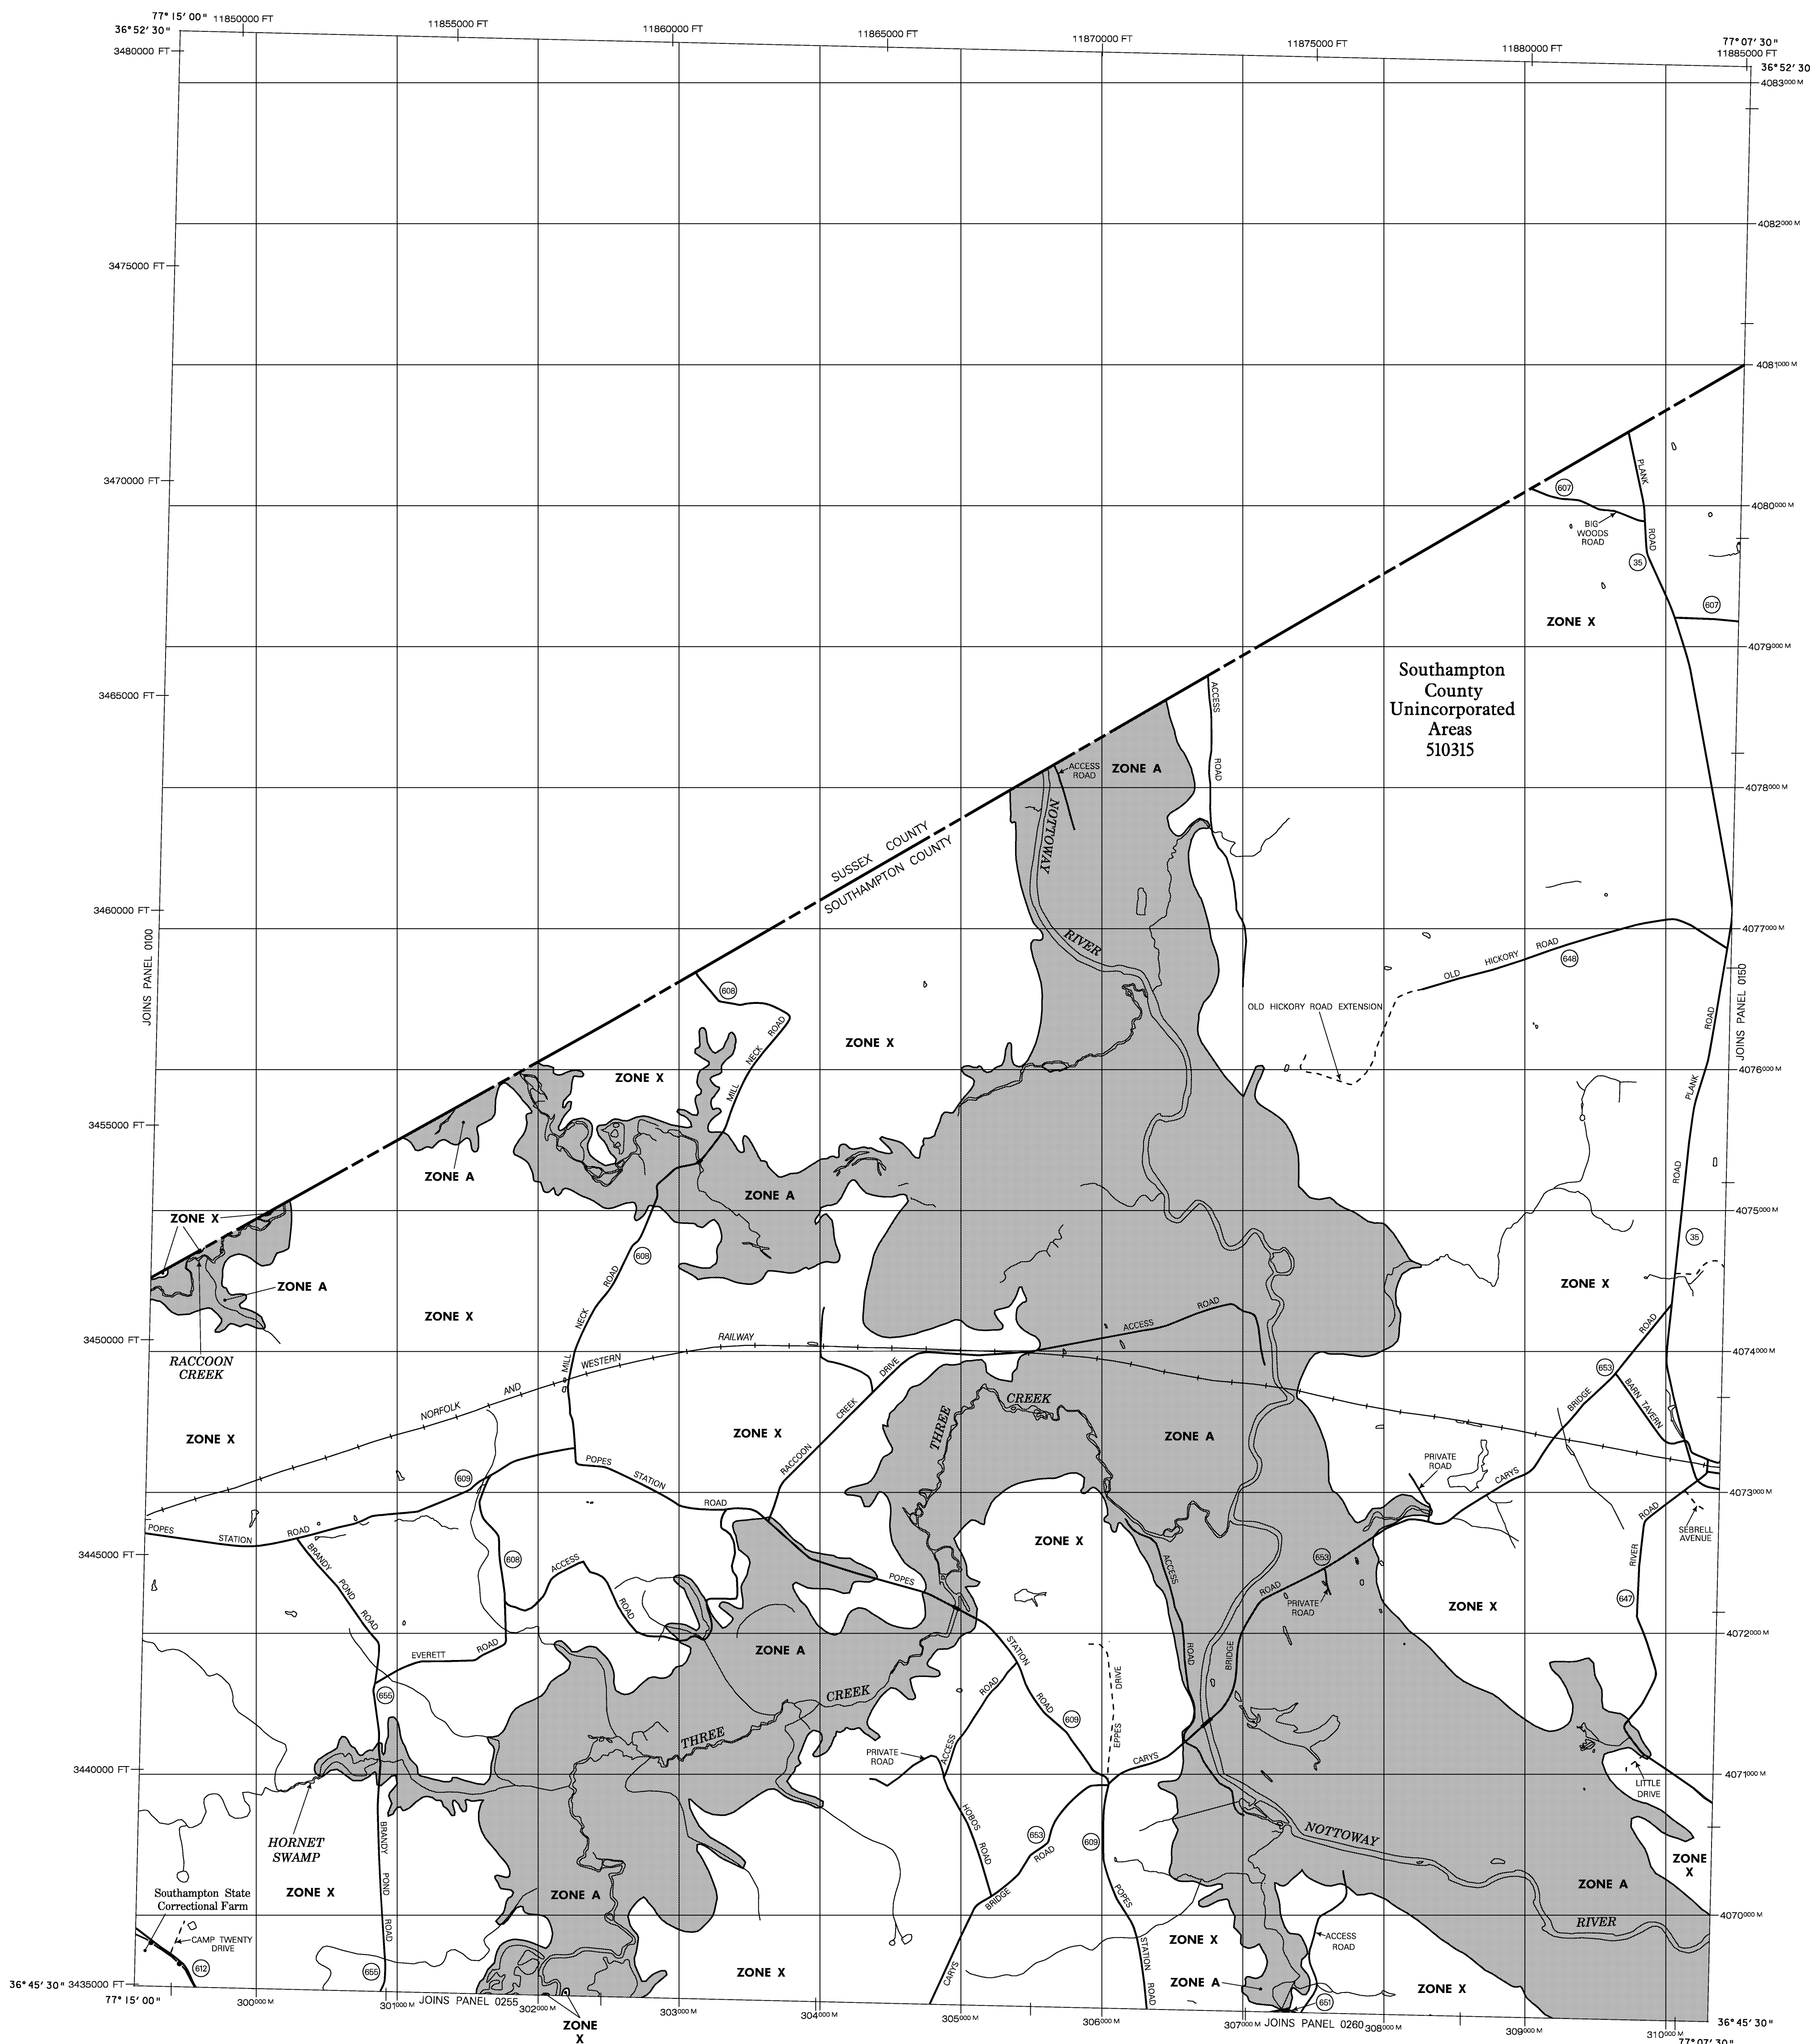 77° 15' 00"
11850000 FT
11855000 FT
11860000 FT
11865000 FT
11870000 FT
11875000 FT
11880000 FT
77° 07' 30"
11885000 FT
36° 52' 30"
36° 52' 30
3480000 FT
4083000 M
4082000 M
3475000 FT
4081000 M
3470000 FT
607
PLANK
ROAD
BIG
WOODS
ROAD
35
4080000 M
607
ZONE X
4079000 M
3465000 FT
Southampton
County
Unincorporated
Areas
510315
ACCESS
ROAD
ACCESS
ROAD
ZONE A
4078000 M
NOTTOWAY
RIVER
SUSSEX COUNTY
SOUTHAMPTON COUNTY
3460000 FT
JOINS PANEL 0100
4077000 M
OLD HICKORY ROAD
648
OLD HICKORY ROAD EXTENSION
JOINS PANEL 0150
PLANK
ROAD
608
MILL NECK ROAD
ZONE X
ZONE X
4076000 M
3455000 FT
ZONE A
ZONE A
ROAD
ZONE X
4075000 M
35
608
ZONE A
ZONE X
ZONE X
MILL NECK ROAD
RACCOON
CREEK
3450000 FT
NORFOLK AND WESTERN RAILWAY
ACCESS ROAD
4074000 M
RACCOON CREEK DRIVE
THREE CREEK
653
CARYS BRIDGE ROAD
BARN TAVERN
ZONE X
ZONE X
ZONE A
PRIVATE
ROAD
4073000 M
609
POPES STATION ROAD
POPES STATION ROAD
SEBRELL
AVENUE
3445000 FT
ZONE X
608
ACCESS ROAD
BRANDY POND ROAD
POPES STATION ROAD
ACCESS ROAD
653
BRIDGE ROAD
PRIVATE
ROAD
RIVER ROAD
647
ZONE X
4072000 M
EVERETT ROAD
ZONE A
655
THREE CREEK
EPPES DRIVE
609
PRIVATE
ROAD
ACCESS ROAD
CARYS
3440000 FT
4071000 M
LITTLE
DRIVE
HORNET
SWAMP
HOBOS ROAD
653
609
CARYS BRIDGE ROAD
NOTTOWAY
RIVER
BRANDY POND ROAD
ZONE
X
ZONE X
ZONE A
ZONE A
Southampton State
Correctional Farm
CAMP TWENTY
DRIVE
612
POPES STATION ROAD
4070000 M
ZONE X
ACCESS
ROAD
655
ZONE X
ZONE A
ZONE X
651
36° 45' 30"
3435000 FT
77° 15' 00"
300000 M
301000 M
JOINS PANEL 0255
302000 M
ZONE
X
303000 M
304000 M
305000 M
306000 M
307000 M
JOINS PANEL 0260
308000 M
309000 M
310000 M
36° 45' 30"
77° 07' 30"